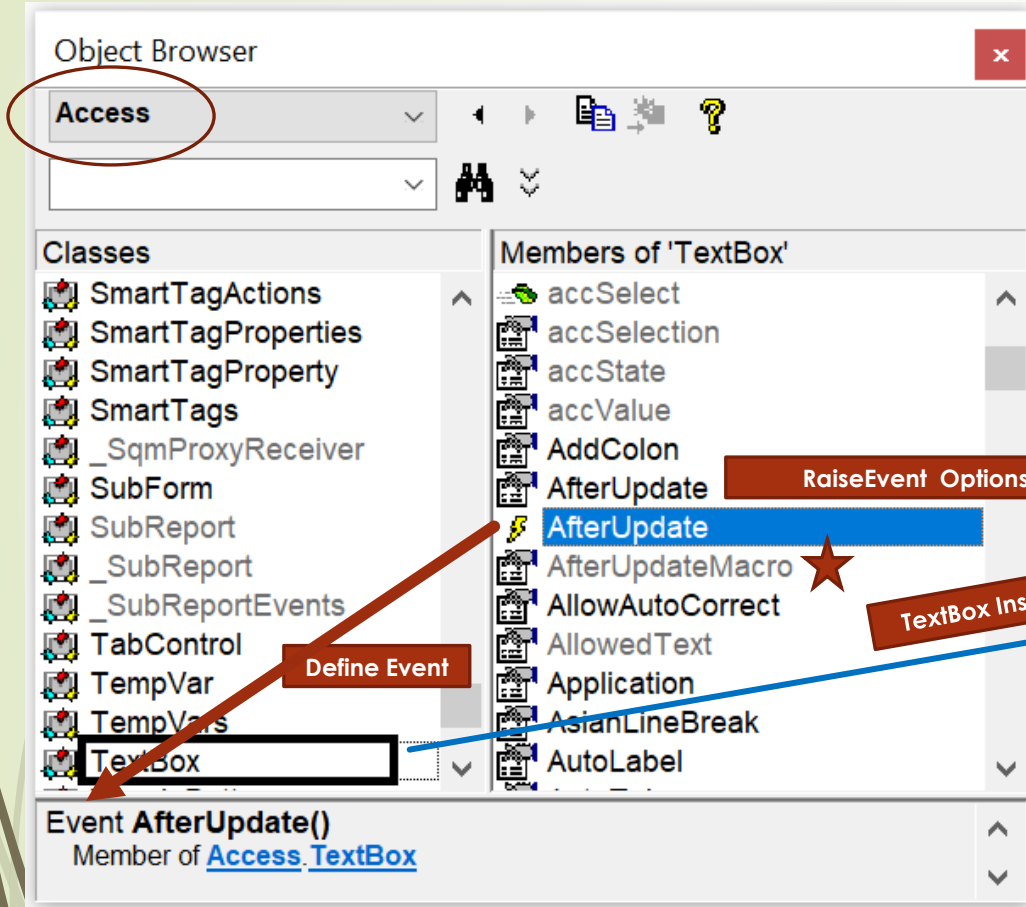 Object Browser
x
Access
Classes
Members of 'TextBox'
SmartTagActions
SmartTagProperties
SmartTagProperty
SmartTags
_SqmProxyReceiver
SubForm
SubReport
_SubReport
_SubReportEvents
TabControl
TempVar
TempVars
TextBox
accSelect
accSelection
accState
accValue
AddColon
AfterUpdate
AfterUpdate
AfterUpdateMacro
AllowAutoCorrect
AllowedText
Application
AsianLineBreak
AutoLabel
RaiseEvent Options
TextBox
Define Event
Event AfterUpdate()
Member of Access.TextBox